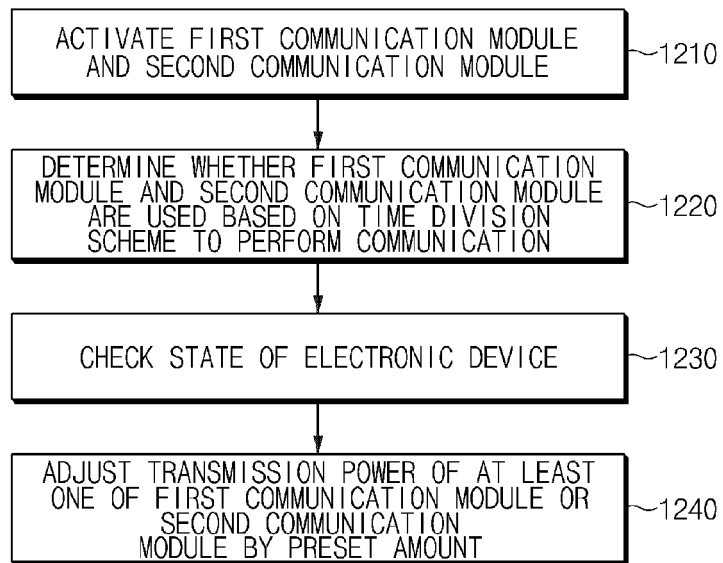 ACTIVATE FIRST COMMUNICATION MODULE
AND SECOND COMMUNICATION MODULE
1210
DETERMINE WHETHER FIRST COMMUNICATION
MODULE AND SECOND COMMUNICATION MODULE
ARE USED BASED ON TIME DIVISION
SCHEME TO PERFORM COMMUNICATION
1220
CHECK STATE OF ELECTRONIC DEVICE
1230
ADJUST TRANSMISSION POWER OF AT LEAST
ONE OF FIRST COMMUNICATION MODULE OR
SECOND COMMUNICATION
MODULE BY PRESET AMOUNT
1240